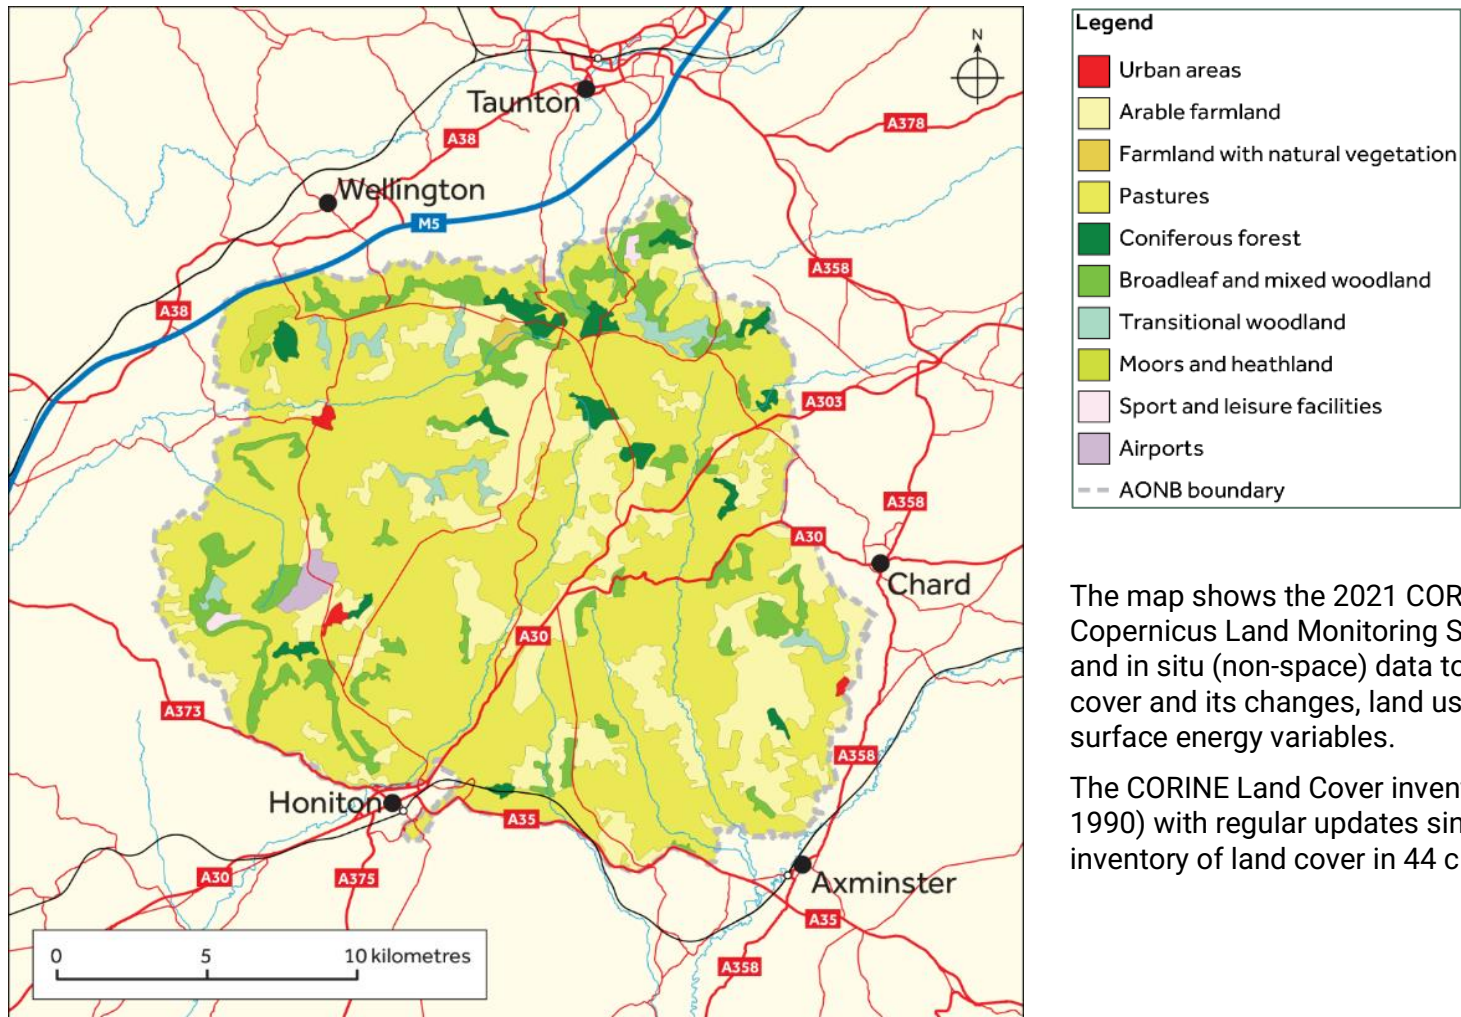 N
Taunton
A38
A378
Wellington
M5
A358
A38
A303
A358
A30
Chard
A30
A373
A358
Honiton
A35
A30
A375
Axminster
A35
A358
0 5 10 kilometres
Legend
Urban areas
Arable farmland
Farmland with natural vegetation
Pastures
Coniferous forest
Broadleaf and mixed woodland
Transitional woodland
Moors and heathland
Sport and leisure facilities
Airports
AONB boundary
The map shows the 2021 COR
Copernicus Land Monitoring S
and in situ (non-space) data to
cover and its changes, land us
surface energy variables.
The CORINE Land Cover inven
1990) with regular updates sin
inventory of land cover in 44 c